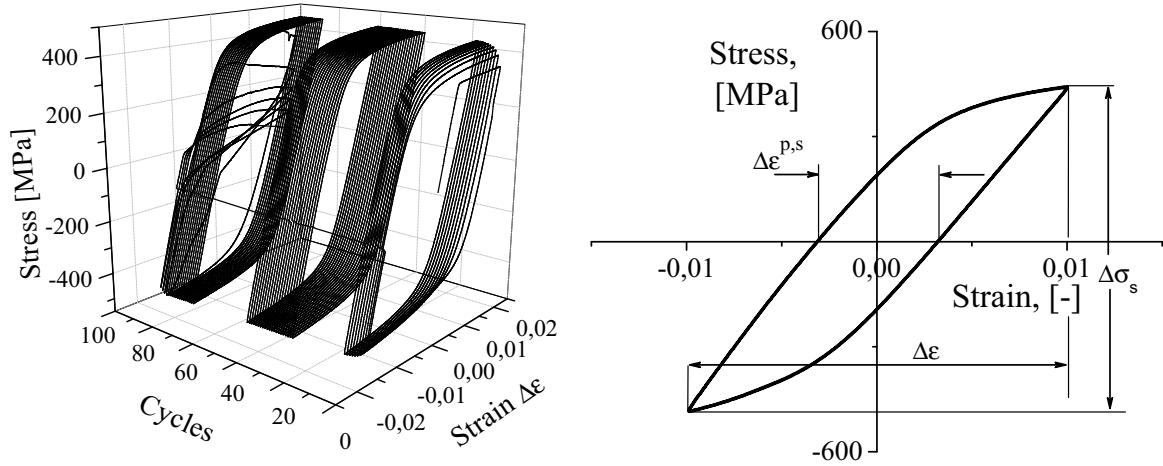 400
200
0
-200
-400
Stress [MPa]
100
80
60
40
20
0
Cycles
-0,02
-0,01
0,00
0,01
0,02
Strain Δε
600
Stress,
[MPa]
Δε^p,s
-0,01
0,00
0,01
Strain, [-]
Δσ_s
Δε
-600